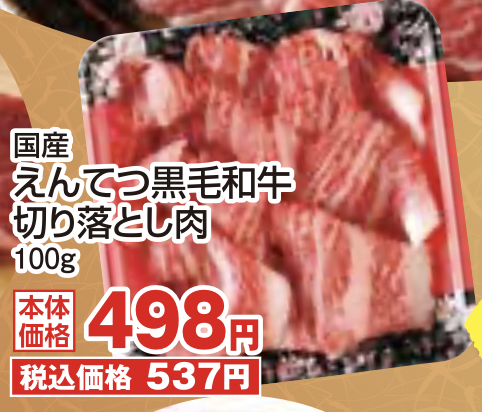 国産
えんてつ黒毛和牛
切り落とし肉
100g
本体
価格
498円
税込価格 537円